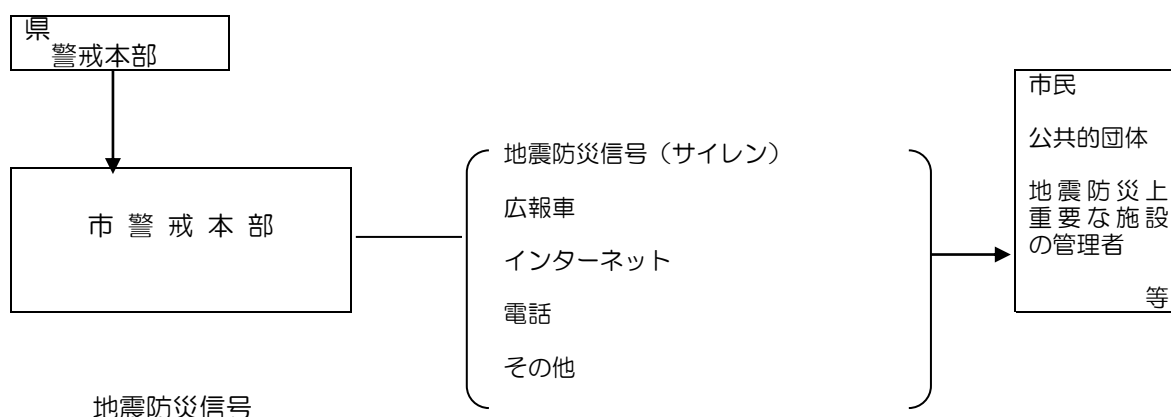 県
警戒本部
市警戒本部
地震防災信号（サイレン）
広報車
インターネット
電話
その他
市民
公共的団体
地震防災上
重要な施設
の管理者
等
地震防災信号